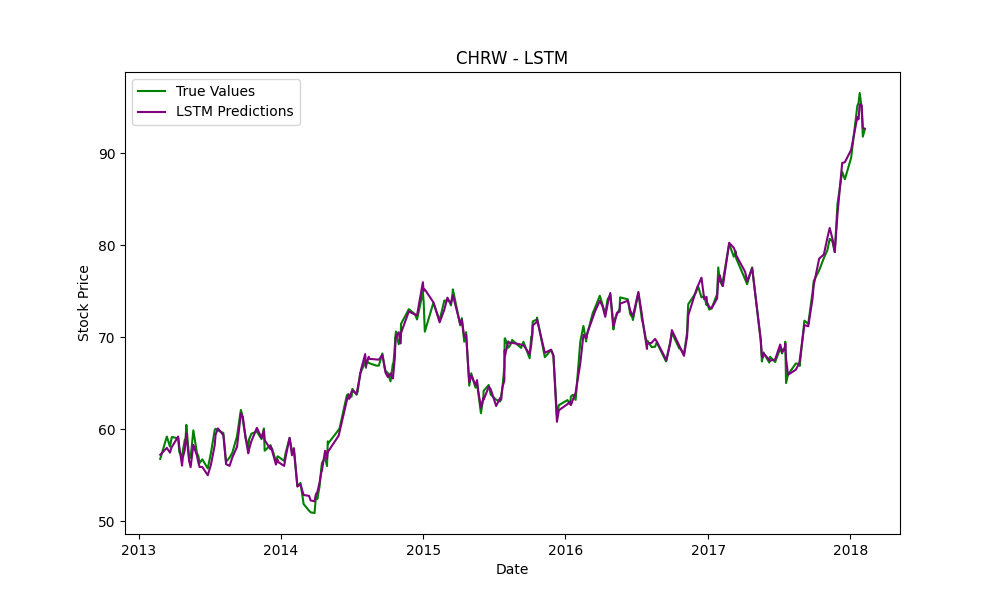 CHRW - LSTM
True Values
LSTM Predictions
Stock Price
90
80
70
60
50
2013 2014 2015 2016 2017 2018
Date